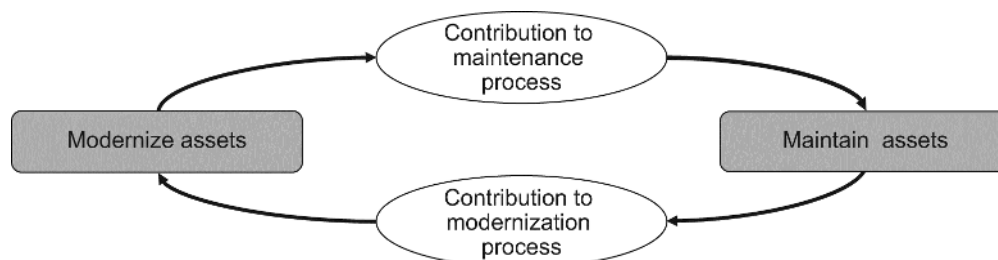 Contribution to
maintenance
process
Modernize assets
Maintain assets
Contribution to
modernization
process